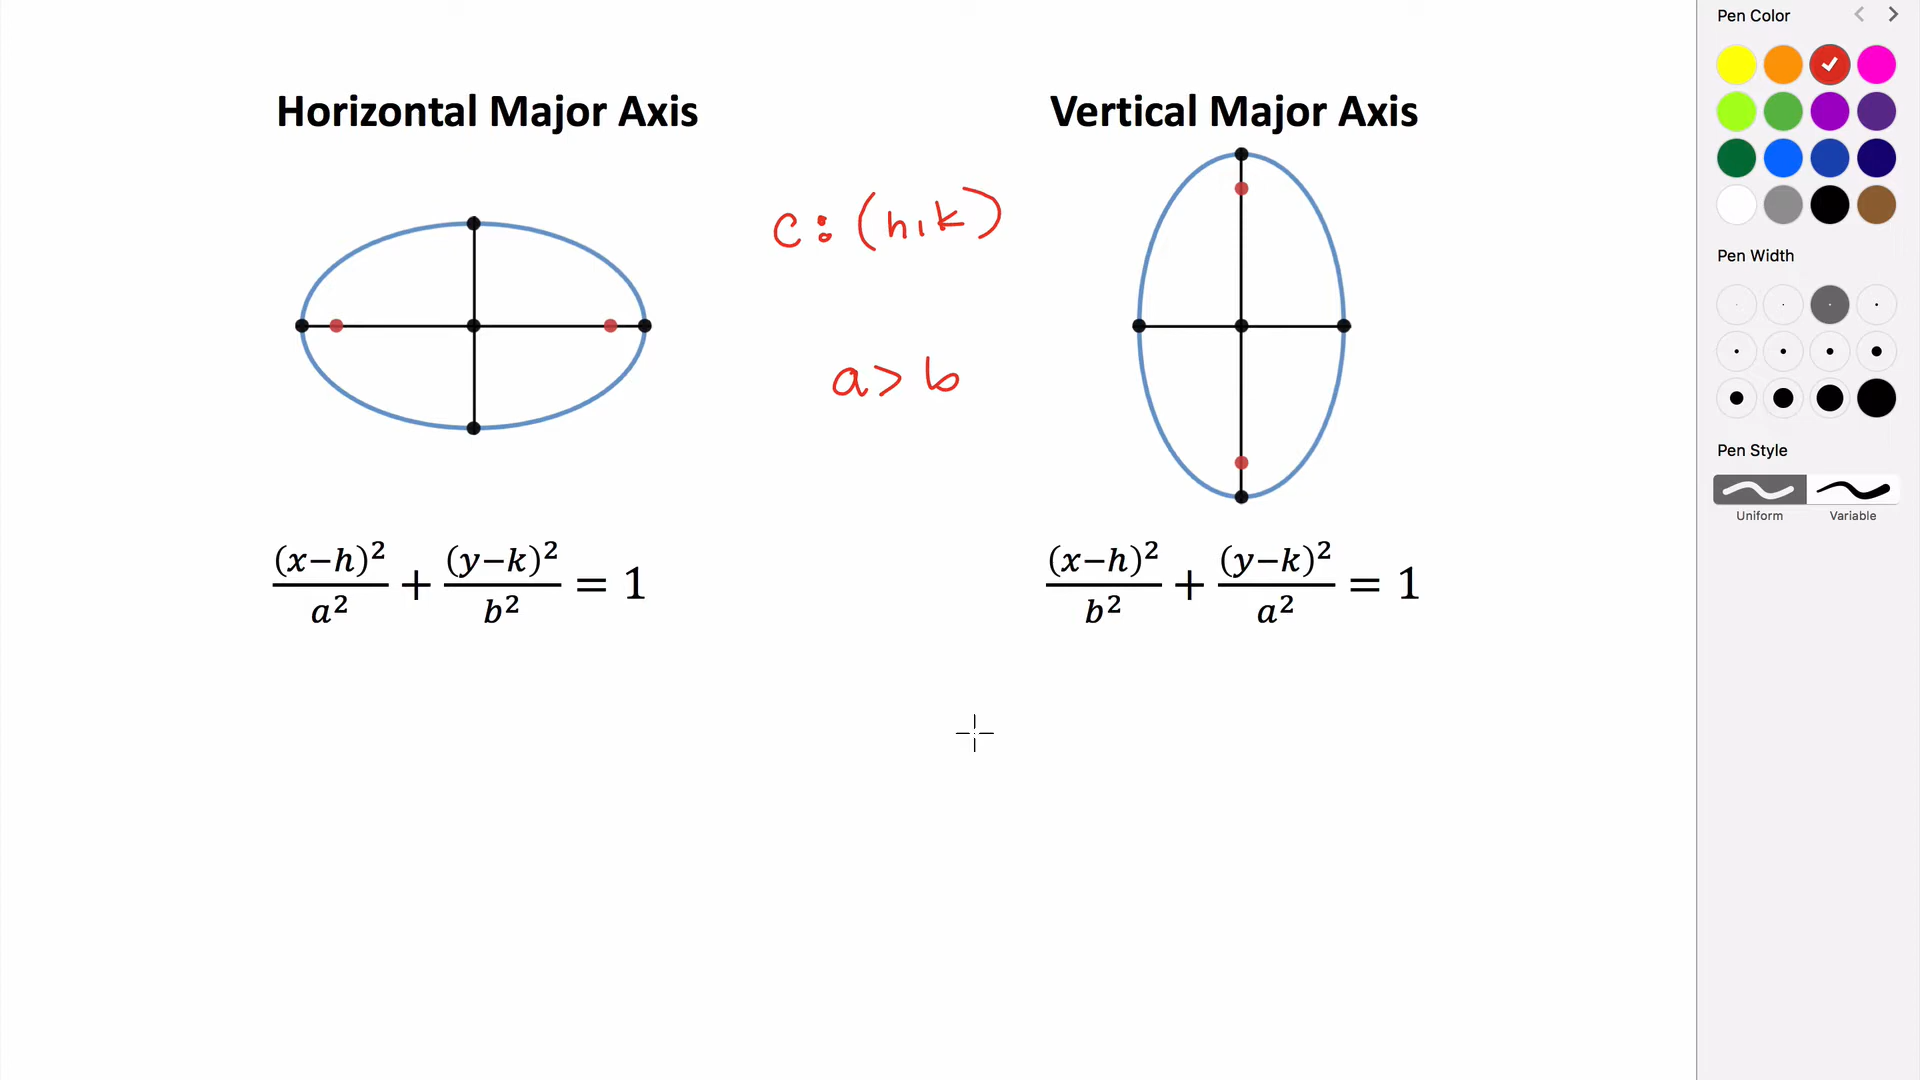 Horizontal Major Axis
Vertical Major Axis
c: (h,k)
a > b
(x−h)²/a² + (y−k)²/b² = 1
(x−h)²/b² + (y−k)²/a² = 1
Pen Color
Pen Width
Pen Style
Uniform
Variable